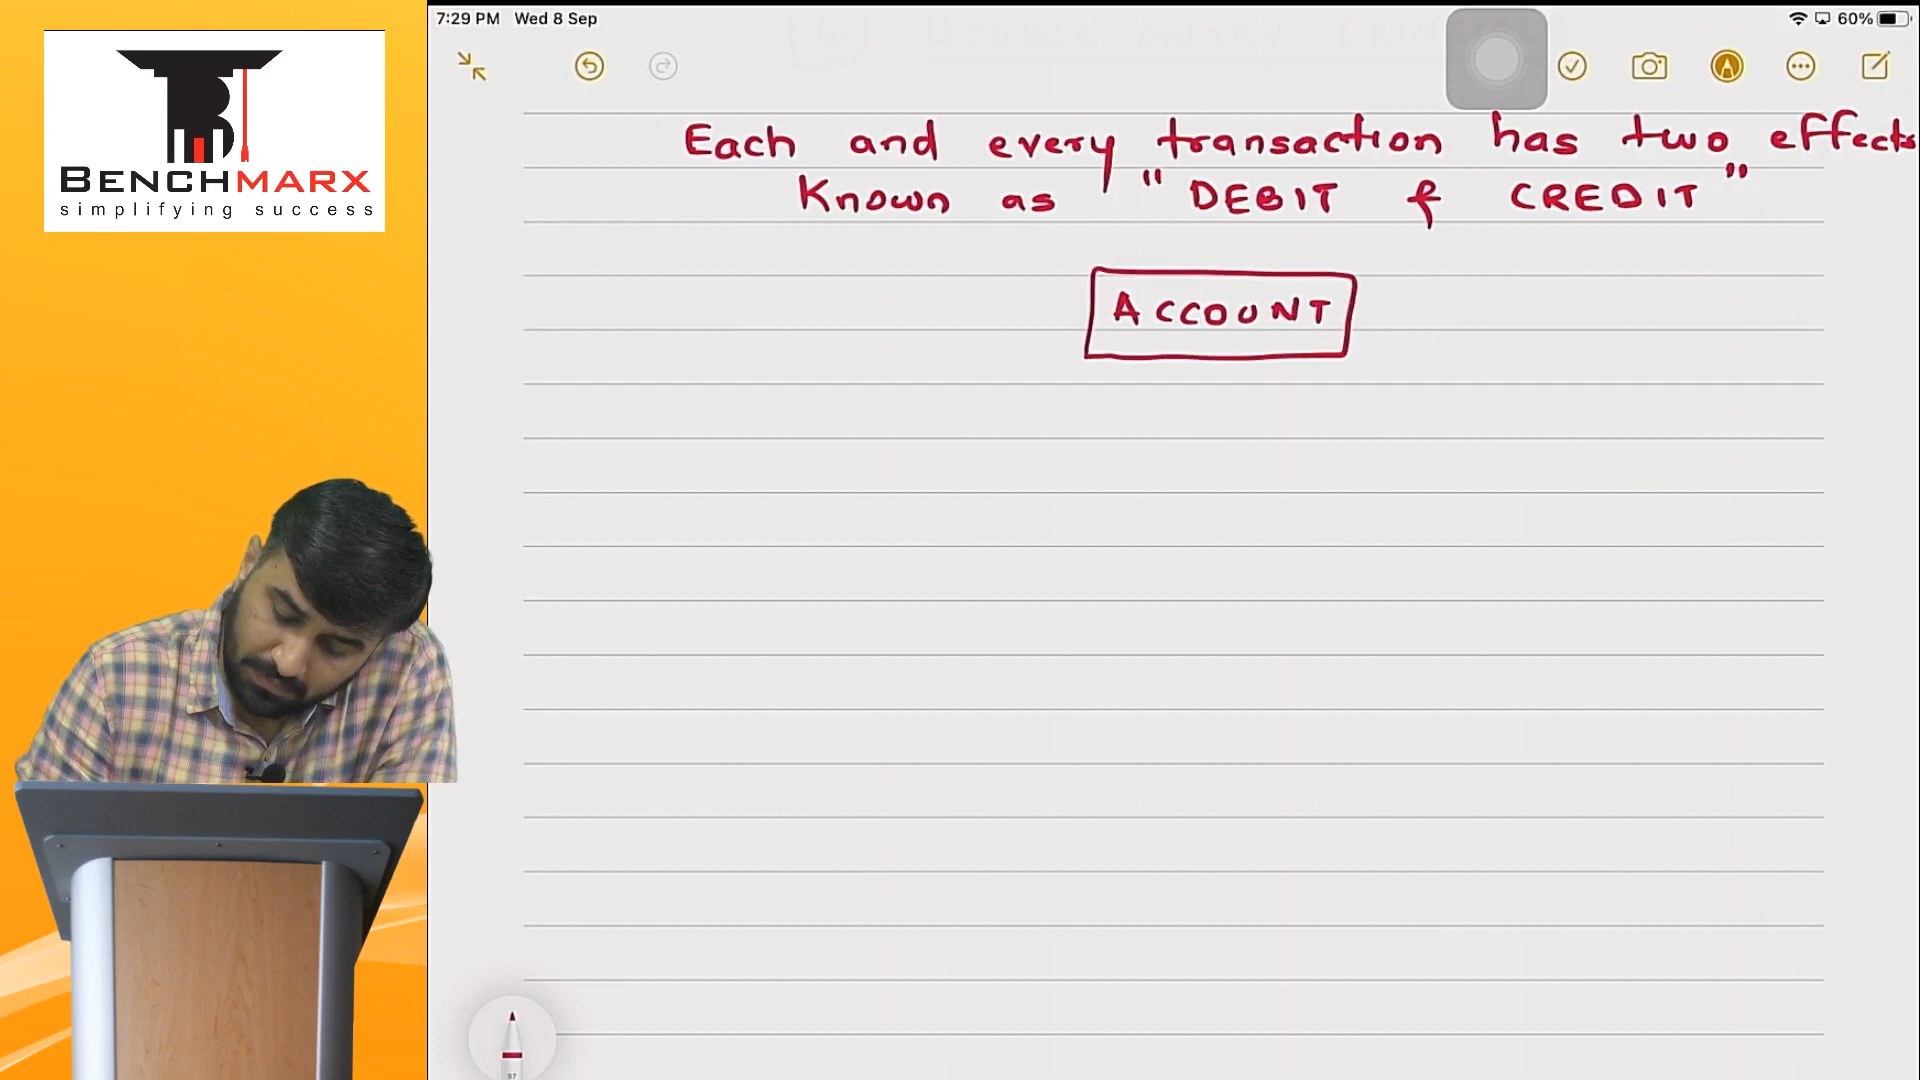 7:29 PM Wed 8 Sep
60%
BENCHMARX
simplifying success
Each and every transaction has two effects
Known as "DEBIT & CREDIT"
ACCOUNT
97